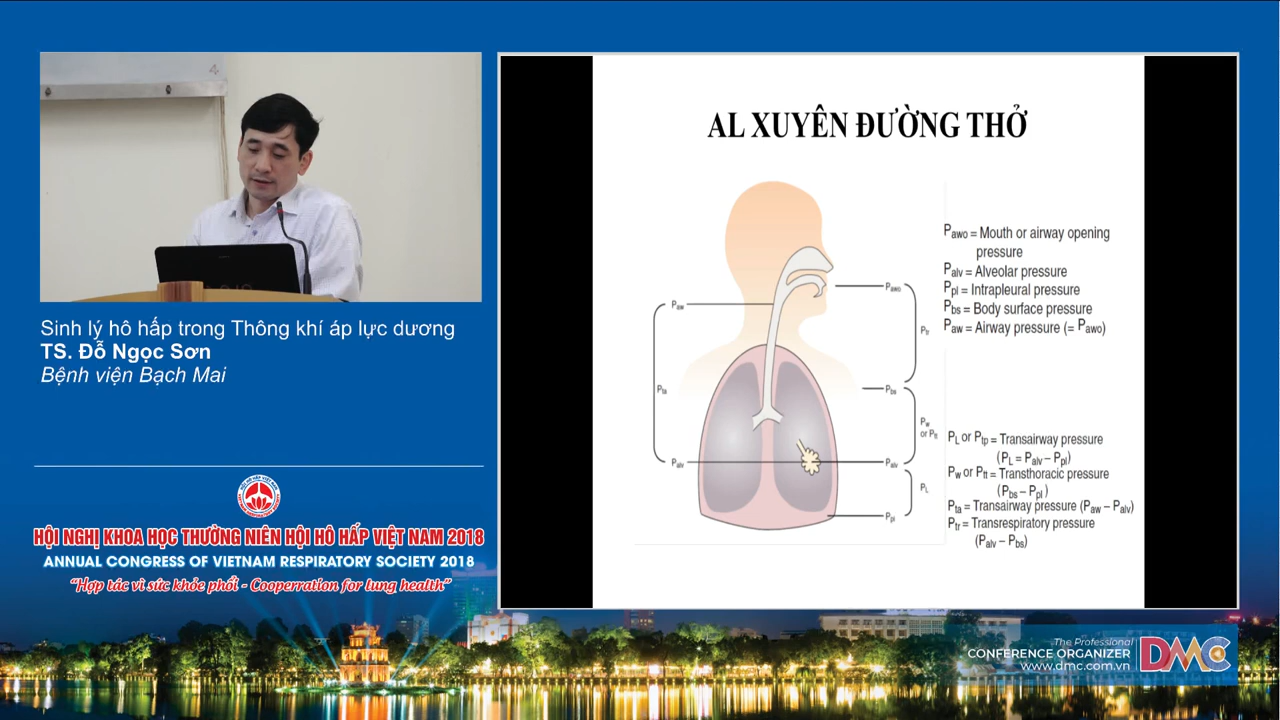 Sinh lý hô hấp trong Thông khí áp lực dương
TS. Đỗ Ngọc Sơn
Bệnh viện Bạch Mai
HỘI HÔ HẤP VIỆT NAM
HỘI NGHỊ KHOA HỌC THƯỜNG NIÊN HỘI HÔ HẤP VIỆT NAM 2018
ANNUAL CONGRESS OF VIETNAM RESPIRATORY SOCIETY 2018
"Hợp tác vì sức khỏe phổi - Cooperration for lung health"
AL XUYÊN ĐƯỜNG THỞ
Paw
Pta
Palv
Pawo
Ptr
Pbs
Pw
or Ptt
Palv
PL
Ppl
Pawo = Mouth or airway opening
pressure
Palv = Alveolar pressure
Ppl = Intrapleural pressure
Pbs = Body surface pressure
Paw = Airway pressure (= Pawo)
PL or Ptp = Transairway pressure
(PL = Palv – Ppl)
Pw or Ptt = Transthoracic pressure
(Pbs – Ppl)
Pta = Transairway pressure (Paw – Palv)
Ptr = Transrespiratory pressure
(Palv – Pbs)
The Professional
CONFERENCE ORGANIZER
www.dmc.com.vn
DMC